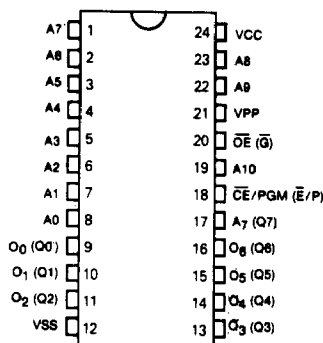 A7 1
A6 2
A5 3
A4 4
A3 5
A2 6
A1 7
A0 8
O₀ (Q0) 9
O₁ (Q1) 10
O₂ (Q2) 11
VSS 12
24 VCC
23 A8
22 A9
21 VPP
20 O̅E̅ (G̅)
19 A10
18 C̅E̅/PGM (E̅/P)
17 A₇ (Q7)
16 O₆ (Q6)
15 O₅ (Q5)
14 O₄ (Q4)
13 O₃ (Q3)